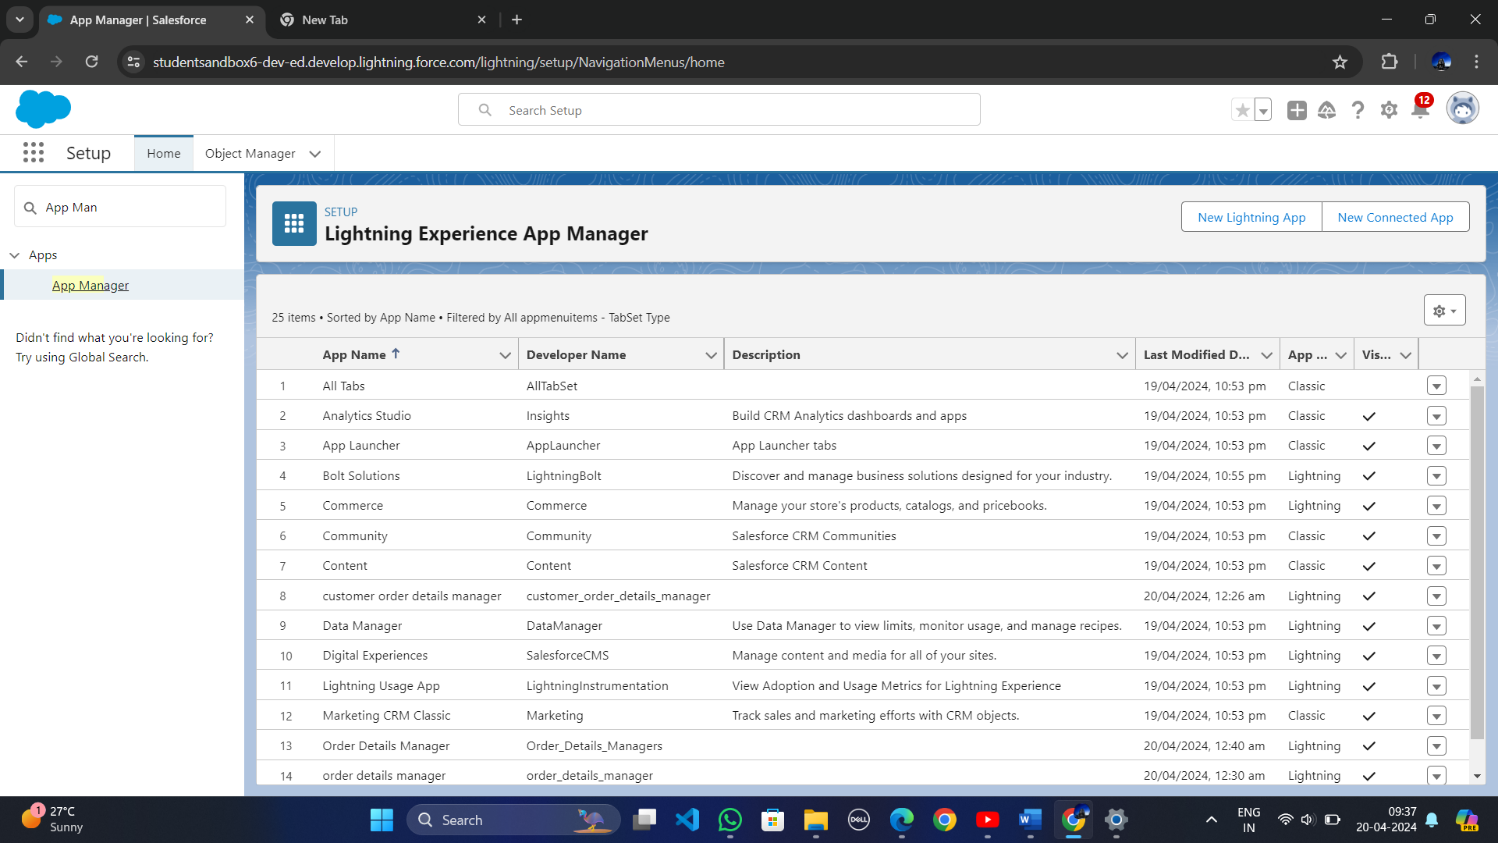 App Manager | Salesforce
New Tab
studentsandbox6-dev-ed.develop.lightning.force.com/lightning/setup/NavigationMenus/home
Search Setup
12
Setup
Home
Object Manager
App Man
Apps
App Manager
Didn't find what you're looking for?
Try using Global Search.
SETUP
Lightning Experience App Manager
New Lightning App
New Connected App
25 items • Sorted by App Name • Filtered by All appmenuitems - TabSet Type
App Name Developer Name Description Last Modified D... App ... Vis...
1 All Tabs AllTabSet 19/04/2024, 10:53 pm Classic
2 Analytics Studio Insights Build CRM Analytics dashboards and apps 19/04/2024, 10:53 pm Classic
3 App Launcher AppLauncher App Launcher tabs 19/04/2024, 10:53 pm Classic
4 Bolt Solutions LightningBolt Discover and manage business solutions designed for your industry. 19/04/2024, 10:55 pm Lightning
5 Commerce Commerce Manage your store's products, catalogs, and pricebooks. 19/04/2024, 10:53 pm Lightning
6 Community Community Salesforce CRM Communities 19/04/2024, 10:53 pm Classic
7 Content Content Salesforce CRM Content 19/04/2024, 10:53 pm Classic
8 customer order details manager customer_order_details_manager 20/04/2024, 12:26 am Lightning
9 Data Manager DataManager Use Data Manager to view limits, monitor usage, and manage recipes. 19/04/2024, 10:53 pm Lightning
10 Digital Experiences SalesforceCMS Manage content and media for all of your sites. 19/04/2024, 10:53 pm Lightning
11 Lightning Usage App LightningInstrumentation View Adoption and Usage Metrics for Lightning Experience 19/04/2024, 10:53 pm Lightning
12 Marketing CRM Classic Marketing Track sales and marketing efforts with CRM objects. 19/04/2024, 10:53 pm Classic
13 Order Details Manager Order_Details_Managers 20/04/2024, 12:40 am Lightning
14 order details manager order_details_manager 20/04/2024, 12:30 am Lightning
1
27°C
Sunny
Search
DELL
ENG
IN
09:37
20-04-2024
PRE